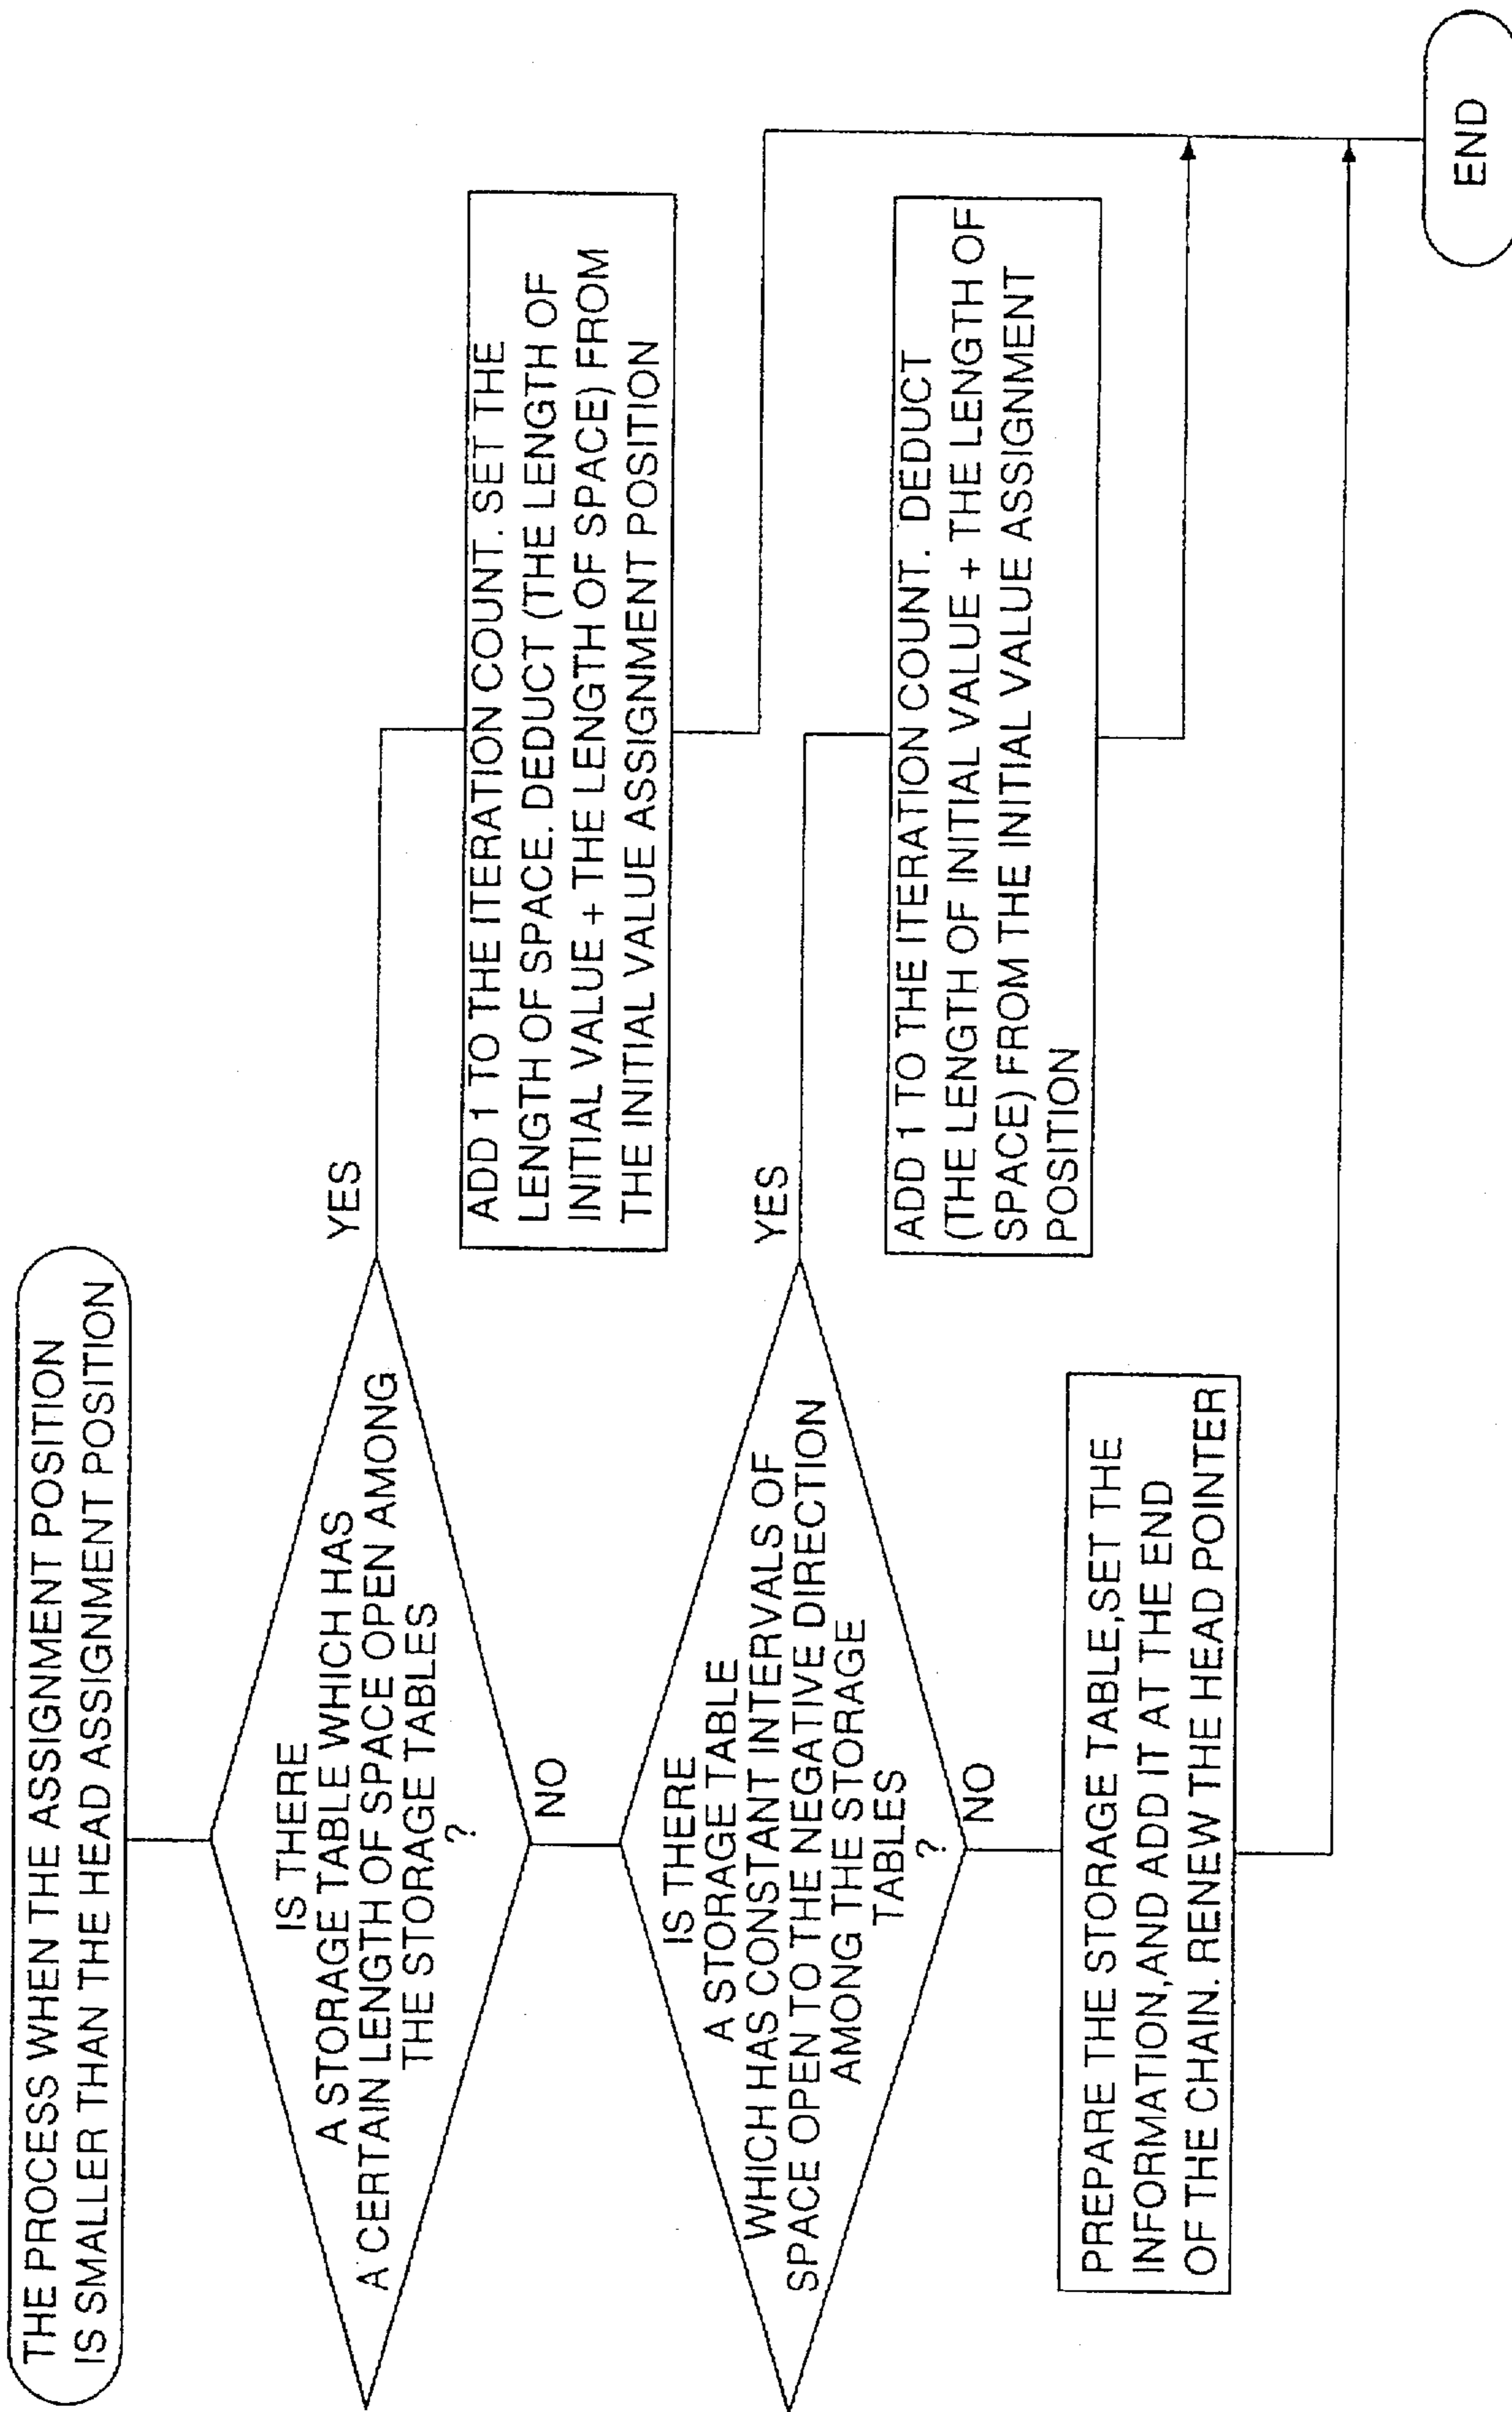 THE PROCESS WHEN THE ASSIGNMENT POSITION
IS SMALLER THAN THE HEAD ASSIGNMENT POSITION
IS THERE
A STORAGE TABLE WHICH HAS
A CERTAIN LENGTH OF SPACE OPEN AMONG
THE STORAGE TABLES
?
YES
ADD 1 TO THE ITERATION COUNT. SET THE
LENGTH OF SPACE. DEDUCT (THE LENGTH OF
INITIAL VALUE + THE LENGTH OF SPACE) FROM
THE INITIAL VALUE ASSIGNMENT POSITION
NO
IS THERE
A STORAGE TABLE
WHICH HAS CONSTANT INTERVALS OF
SPACE OPEN TO THE NEGATIVE DIRECTION
AMONG THE STORAGE
TABLES
?
YES
ADD 1 TO THE ITERATION COUNT. DEDUCT
(THE LENGTH OF INITIAL VALUE + THE LENGTH OF
SPACE) FROM THE INITIAL VALUE ASSIGNMENT
POSITION
NO
PREPARE THE STORAGE TABLE,SET THE
INFORMATION,AND ADD IT AT THE END
OF THE CHAIN. RENEW THE HEAD POINTER
END